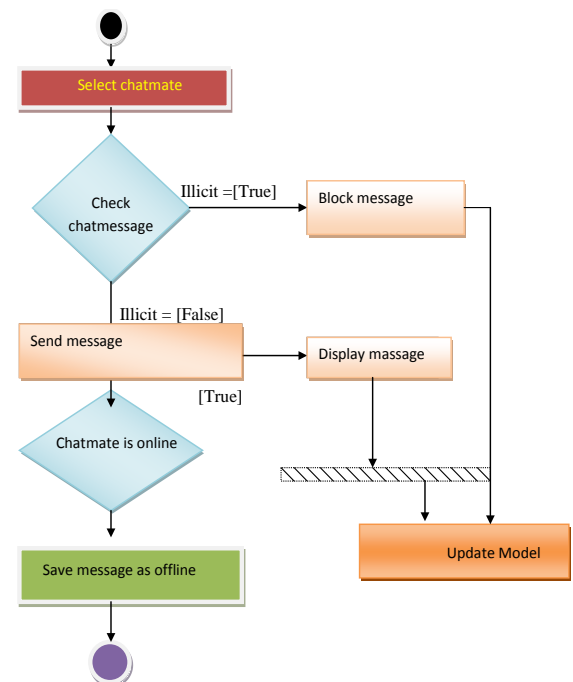 Select chatmate
Check
chatmessage
Illicit =[True]
Block message
Illicit = [False]
Send message
Display massage
[True]
Chatmate is online
Update Model
Save message as offline